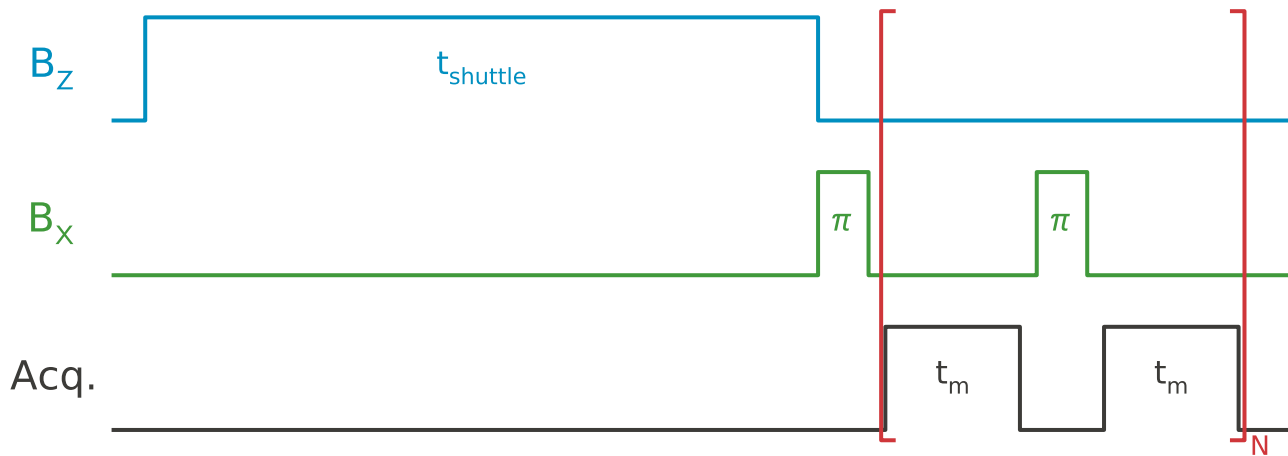 B_Z
t_shuttle
B_X
π
π
Acq.
t_m
t_m
N